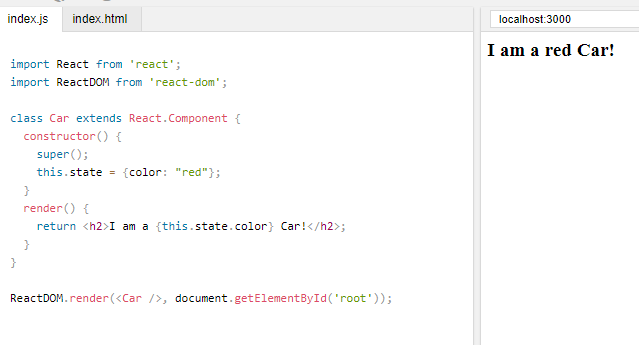 index.js index.html
import React from 'react';
import ReactDOM from 'react-dom';
class Car extends React.Component {
constructor() {
super();
this.state = {color: "red"};
}
render() {
return <h2>I am a {this.state.color} Car!</h2>;
}
}
ReactDOM.render(<Car />, document.getElementById('root'));
localhost:3000
I am a red Car!